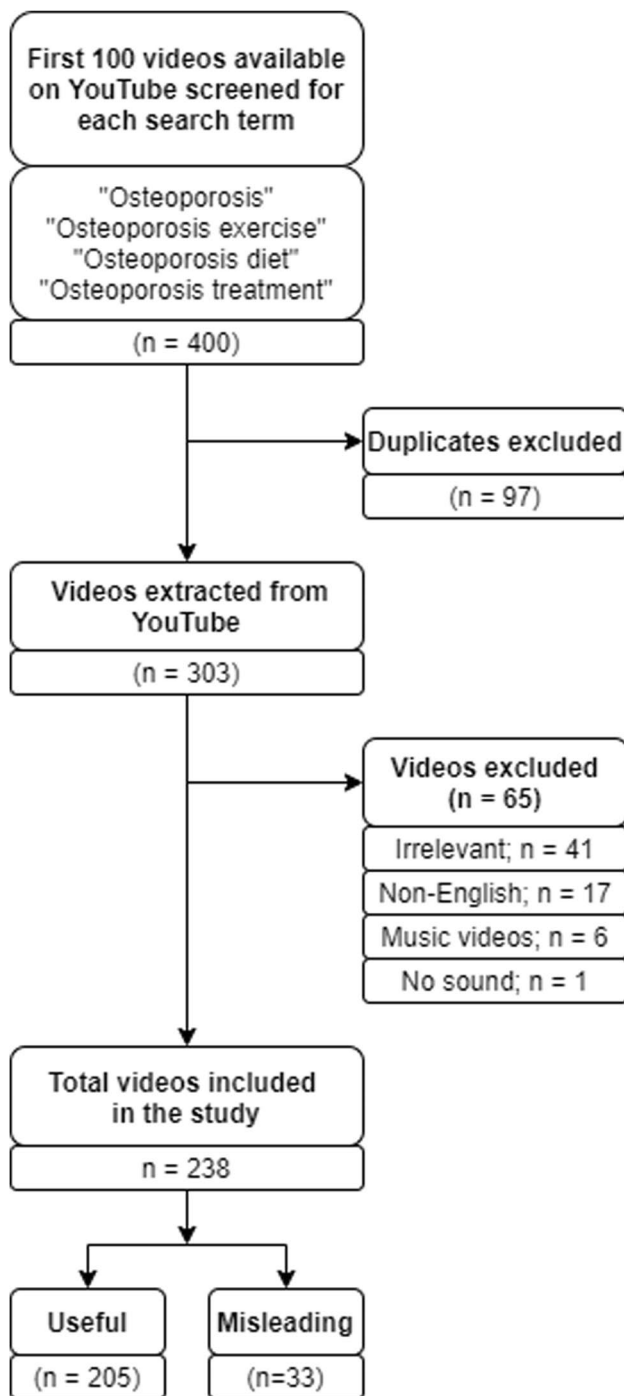 First 100 videos available
on YouTube screened for
each search term
"Osteoporosis"
"Osteoporosis exercise"
"Osteoporosis diet"
"Osteoporosis treatment"
(n = 400)
Duplicates excluded
(n = 97)
Videos extracted from
YouTube
(n = 303)
Videos excluded
(n = 65)
Irrelevant; n = 41
Non-English; n = 17
Music videos; n = 6
No sound; n = 1
Total videos included
in the study
n = 238
Useful
(n = 205)
Misleading
(n=33)